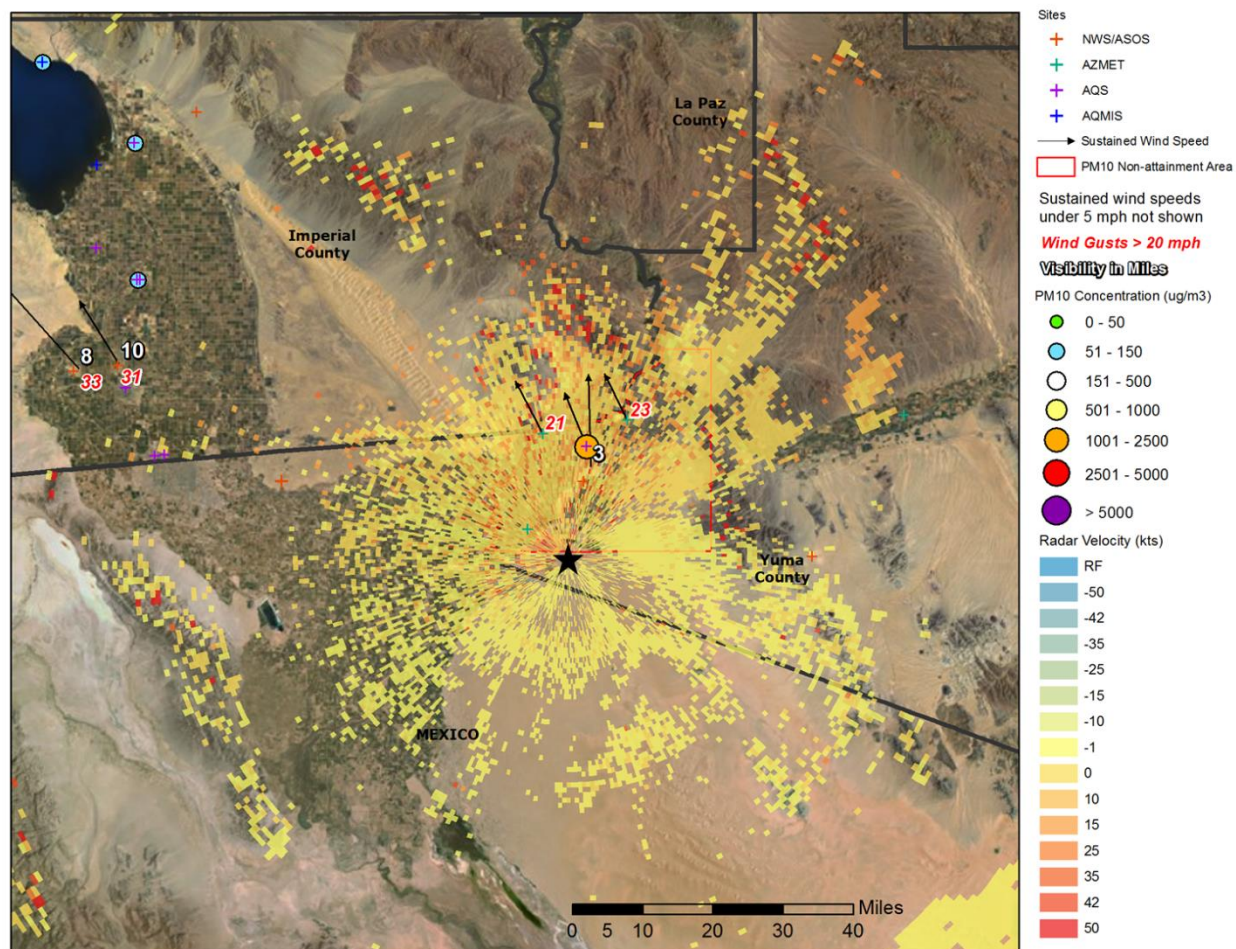 La Paz
County
Imperial
County
8
33
10
31
21
23
3
Yuma
County
MEXICO
Miles
0 5 10 20 30 40
Sites
NWS/ASOS
AZMET
AQS
AQMIS
Sustained Wind Speed
PM10 Non-attainment Area
Sustained wind speeds
under 5 mph not shown
Wind Gusts > 20 mph
Visibility in Miles
PM10 Concentration (ug/m3)
0 - 50
51 - 150
151 - 500
501 - 1000
1001 - 2500
2501 - 5000
> 5000
Radar Velocity (kts)
RF
-50
-42
-35
-25
-15
-10
-1
0
10
15
25
35
42
50